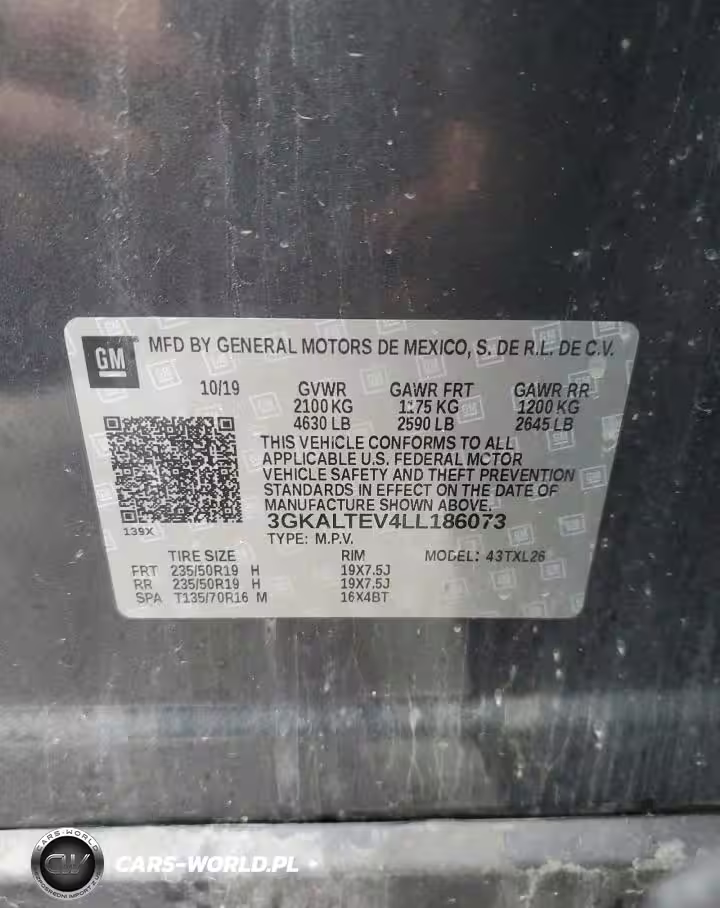 GM
MFD BY GENERAL MOTORS DE MEXICO, S. DE R.L. DE C.V.
10/19 GVWR GAWR FRT GAWR RR
2100 KG 1175 KG 1200 KG
4630 LB 2590 LB 2645 LB
THIS VEHICLE CONFORMS TO ALL
APPLICABLE U.S. FEDERAL MOTOR
VEHICLE SAFETY AND THEFT PREVENTION
STANDARDS IN EFFECT ON THE DATE OF
MANUFACTURE SHOWN ABOVE.
3GKALTEV4LL186073
139X
TYPE: M.P.V.
TIRE SIZE RIM MODEL: 43TXL26
FRT 235/50R19 H 19X7.5J
RR 235/50R19 H 19X7.5J
SPA T135/70R16 M 16X4BT
CARS-WORLD
CW
CARS-WORLD.PL